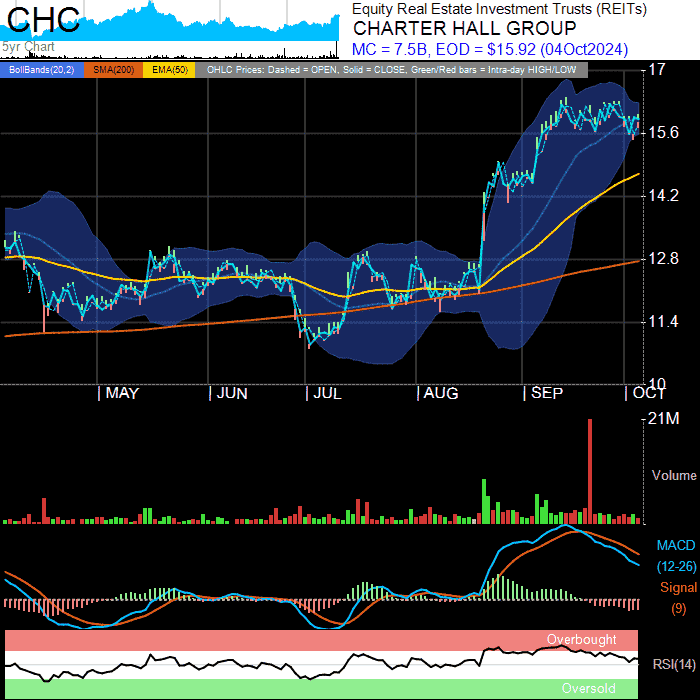 CHC
Equity Real Estate Investment Trusts (REITs)
CHARTER HALL GROUP
MC = 7.5B, EOD = $15.92 (04Oct2024)
5yr Chart
BollBands(20,2) SMA(200) EMA(50) OHLC Prices: Dashed = OPEN, Solid = CLOSE, Green/Red bars = Intra-day HIGH/LOW
17
15.6
14.2
12.8
11.4
10
MAY JUN JUL AUG SEP OCT
21M
Volume
MACD
(12-26)
Signal
(9)
Overbought
RSI(14)
Oversold